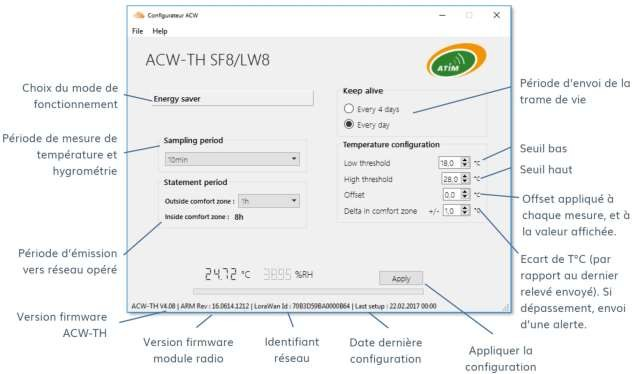 Configurateur ACW
File Help
ACW-TH SF8/LW8
ATIM
Choix du mode de
fonctionnement
Energy saver
Keep alive
Every 4 days
Every day
Période d'envoi de la
trame de vie
Période de mesure de
température et
hygrométrie
Sampling period
10min
Temperature configuration
Low threshold 18,0 °C
High threshold 28,0 °C
Offset 0,0 °C
Delta in comfort zone +/- 1,0 °C
Seuil bas
Seuil haut
Offset appliqué à
chaque mesure, et à
la valeur affichée.
Statement period
Outside comfort zone : 1h
Inside comfort zone : 8h
Période d'émission
vers réseau opéré
Ecart de T°C (par
rapport au dernier
relevé envoyé). Si
dépassement, envoi
d'une alerte.
24.72 °C 38.95 %RH
Apply
ACW-TH V4.08 | ARM Rev : 16.0614.1212 | LoraWan Id : 70B3D59BA0000B64 | Last setup : 22.02.2017 00:00
Version firmware
ACW-TH
Version firmware
module radio
Identifiant
réseau
Date dernière
configuration
Appliquer la
configuration